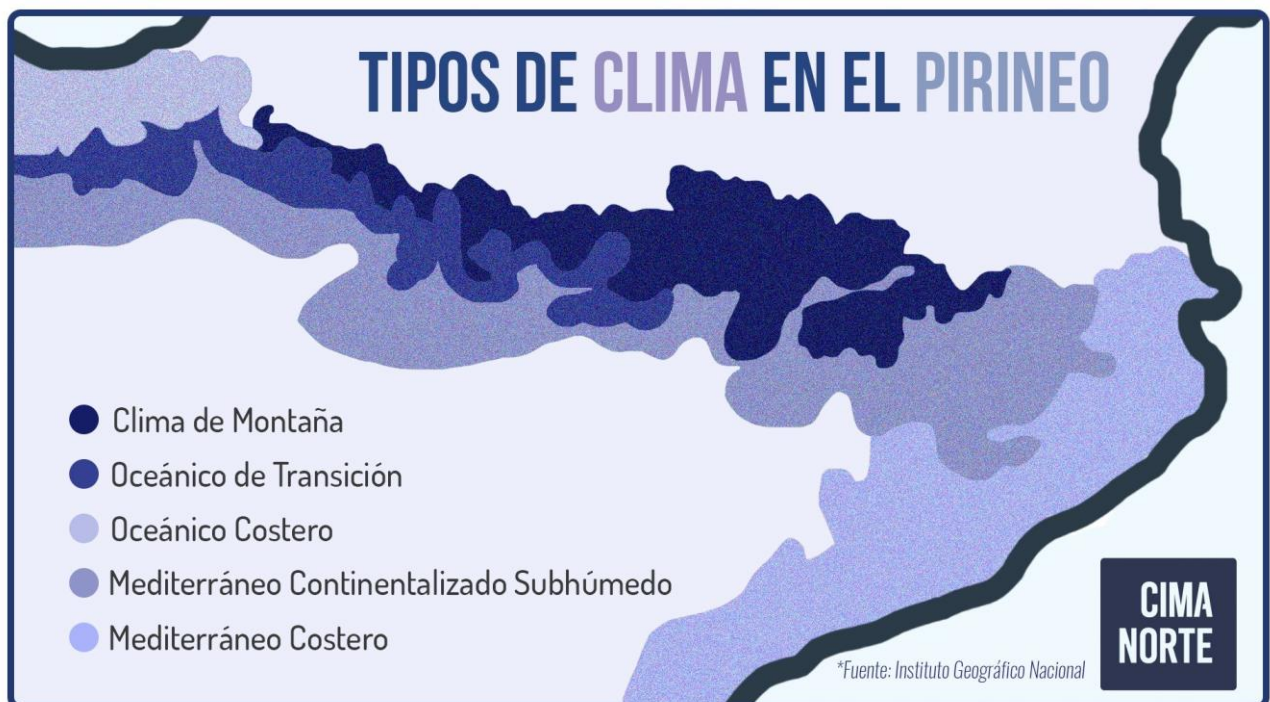 TIPOS DE CLIMA EN EL PIRINEO
Clima de Montaña
Oceánico de Transición
Oceánico Costero
Mediterráneo Continentalizado Subhúmedo
Mediterráneo Costero
*Fuente: Instituto Geográfico Nacional
CIMA
NORTE